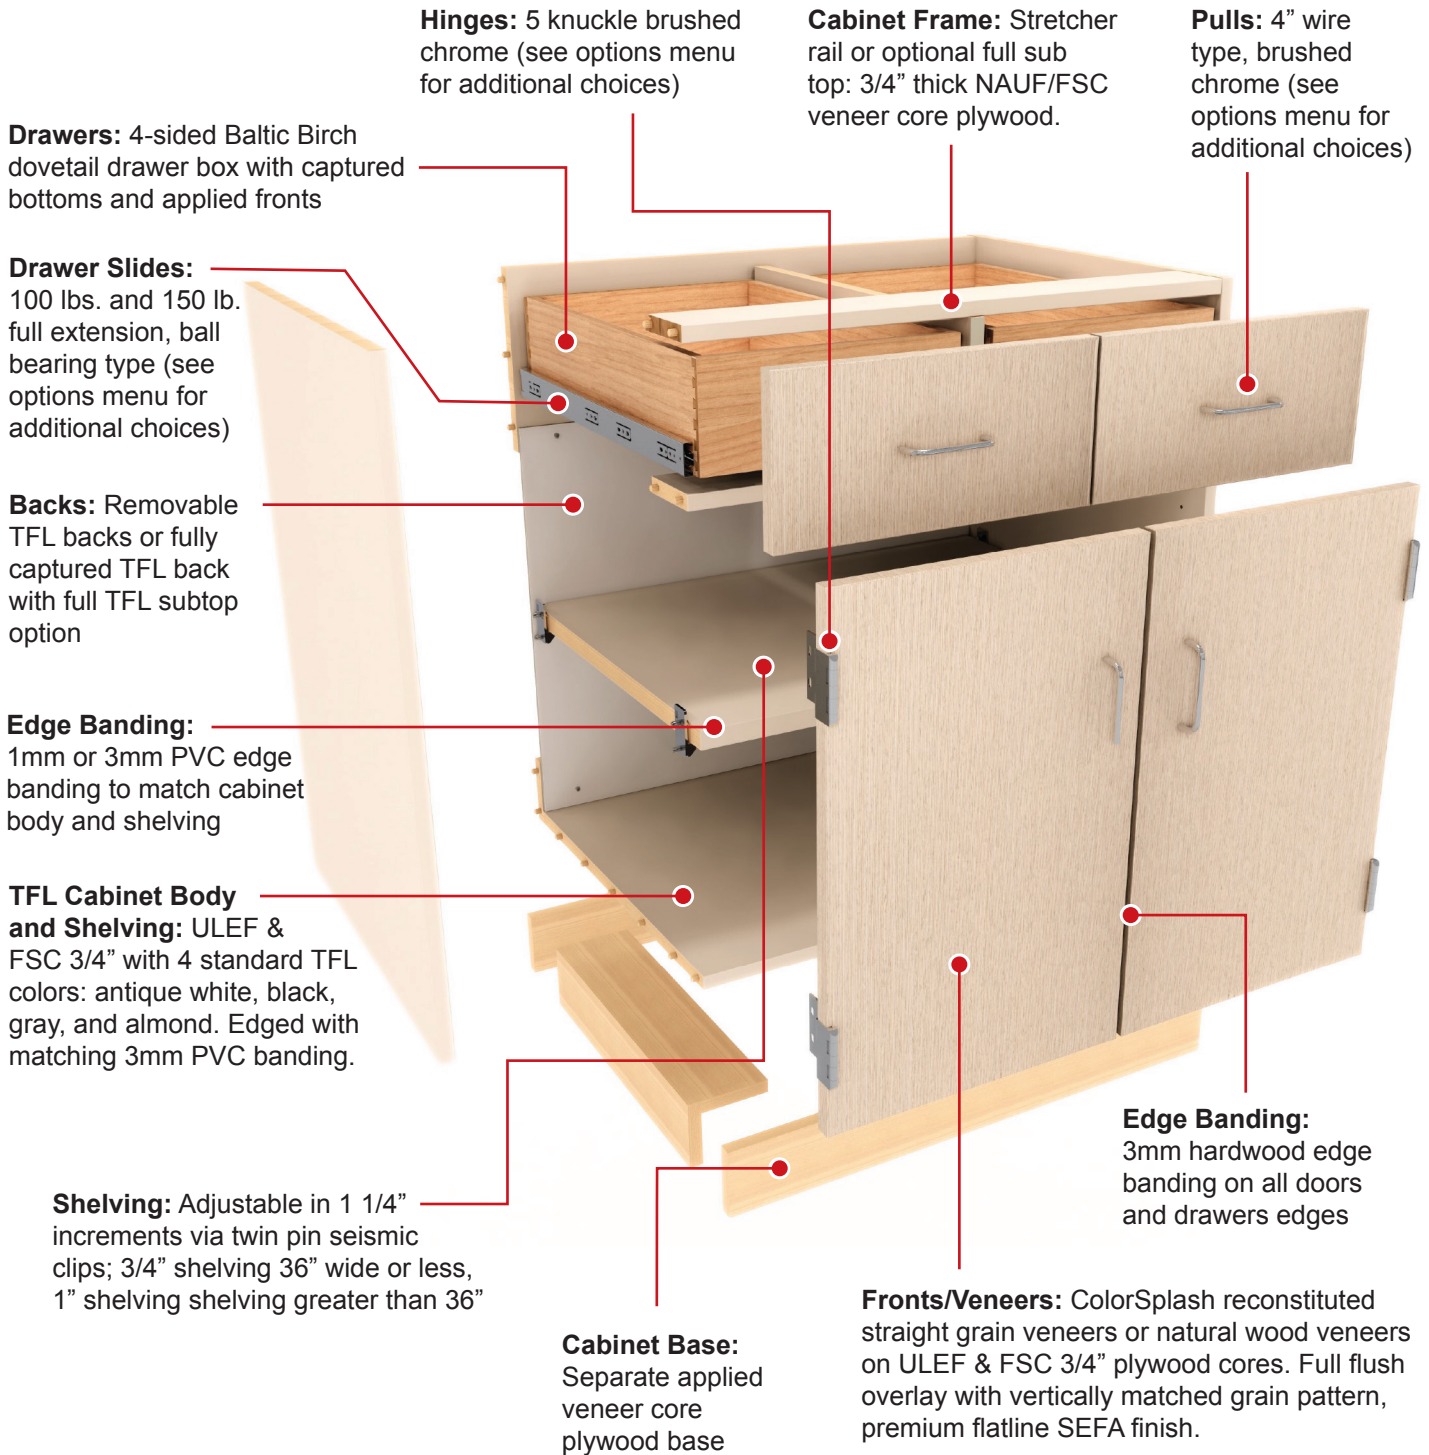 Hinges: 5 knuckle brushed
chrome (see options menu
for additional choices)
Cabinet Frame: Stretcher
rail or optional full sub
top: 3/4” thick NAUF/FSC
veneer core plywood.
Pulls: 4” wire
type, brushed
chrome (see
options menu for
additional choices)
Drawers: 4-sided Baltic Birch
dovetail drawer box with captured
bottoms and applied fronts
Drawer Slides:
100 lbs. and 150 lb.
full extension, ball
bearing type (see
options menu for
additional choices)
Backs: Removable
TFL backs or fully
captured TFL back
with full TFL subtop
option
Edge Banding:
1mm or 3mm PVC edge
banding to match cabinet
body and shelving
TFL Cabinet Body
and Shelving: ULEF &
FSC 3/4” with 4 standard TFL
colors: antique white, black,
gray, and almond. Edged with
matching 3mm PVC banding.
Shelving: Adjustable in 1 1/4”
increments via twin pin seismic
clips; 3/4” shelving 36” wide or less,
1” shelving shelving greater than 36”
Cabinet Base:
Separate applied
veneer core
plywood base
Edge Banding:
3mm hardwood edge
banding on all doors
and drawers edges
Fronts/Veneers: ColorSplash reconstituted
straight grain veneers or natural wood veneers
on ULEF & FSC 3/4” plywood cores. Full flush
overlay with vertically matched grain pattern,
premium flatline SEFA finish.